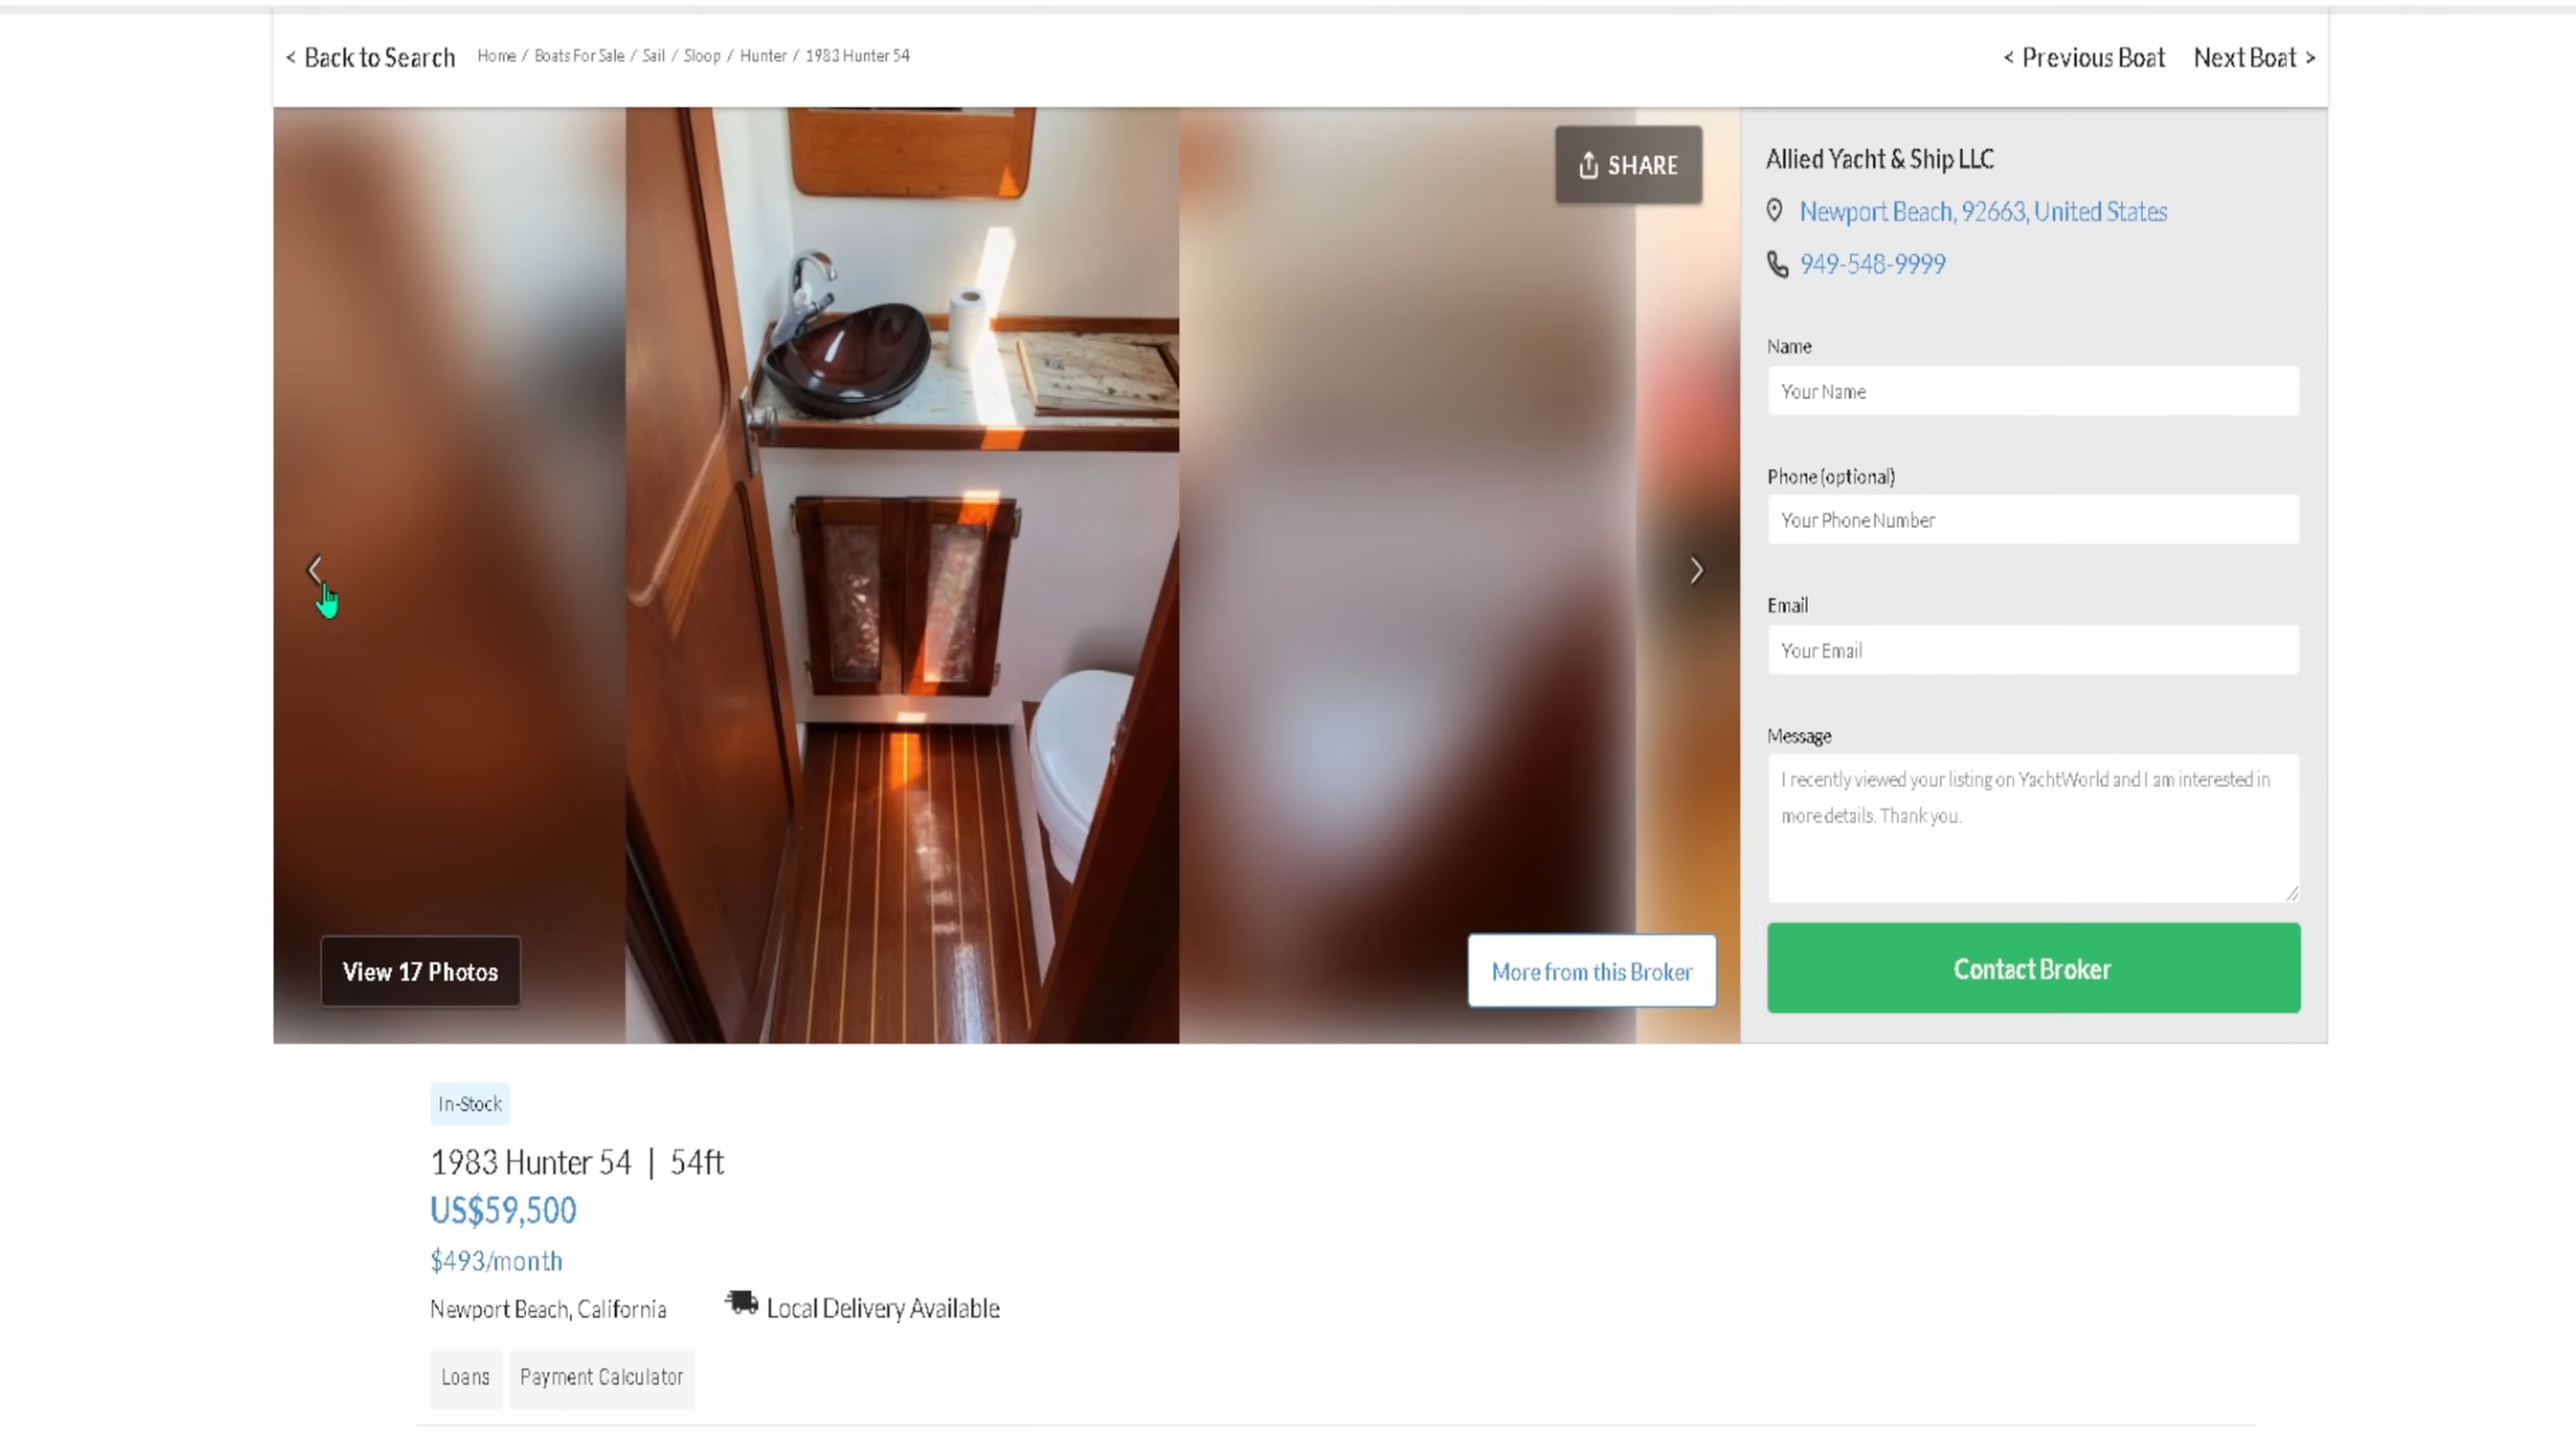 < Back to Search
Home / Boats For Sale / Sail / Sloop / Hunter / 1983 Hunter 54
< Previous Boat
Next Boat >
SHARE
View 17 Photos
More from this Broker
Allied Yacht & Ship LLC
Newport Beach, 92663, United States
949-548-9999
Name
Your Name
Phone (optional)
Your Phone Number
Email
Your Email
Message
I recently viewed your listing on YachtWorld and I am interested in
more details. Thank you.
Contact Broker
In-Stock
1983 Hunter 54 | 54ft
US$59,500
$493/month
Newport Beach, California
Local Delivery Available
Loans
Payment Calculator